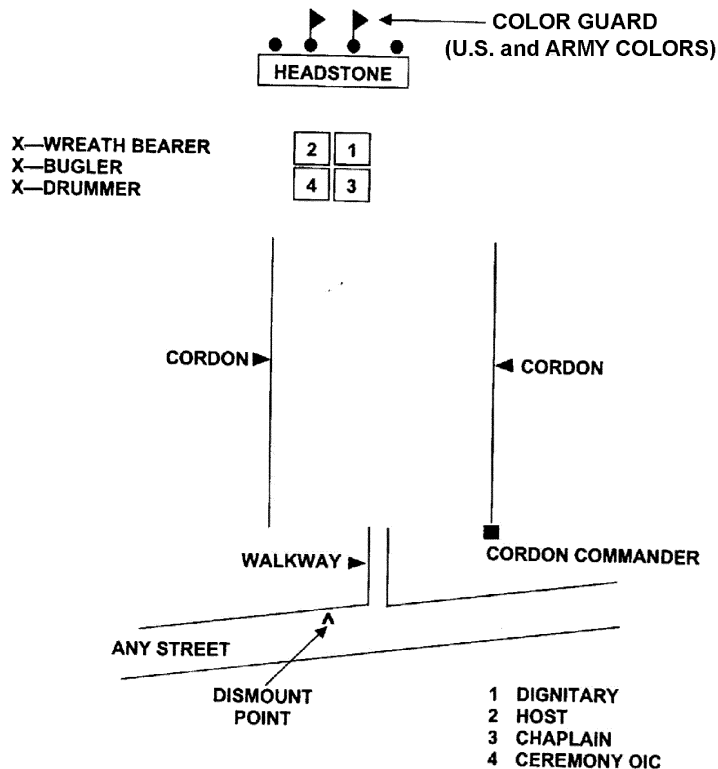 COLOR GUARD
(U.S. and ARMY COLORS)
HEADSTONE
X—WREATH BEARER
X—BUGLER
X—DRUMMER
2 1
4 3
CORDON
CORDON
WALKWAY
CORDON COMMANDER
ANY STREET
DISMOUNT
POINT
1 DIGNITARY
2 HOST
3 CHAPLAIN
4 CEREMONY OIC